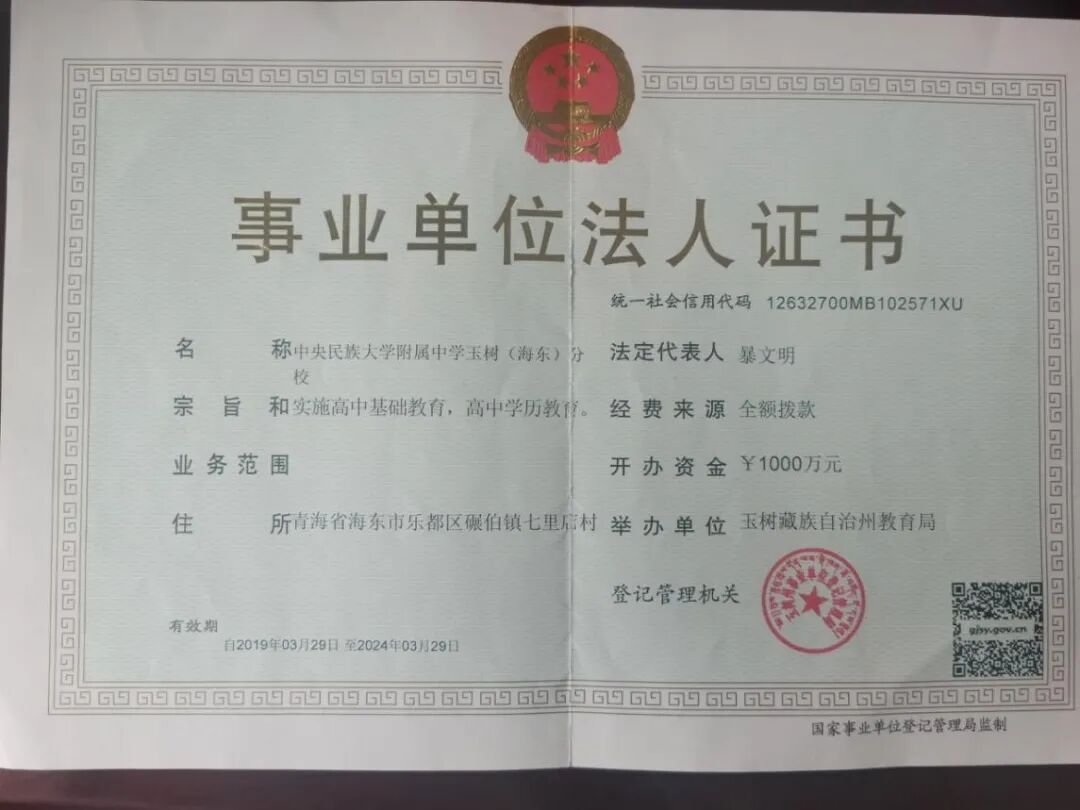 事业单位法人证书
统一社会信用代码 12632700MB102571XU
名称 中央民族大学附属中学玉树（海东）分
校
宗旨和 实施高中基础教育，高中学历教育。
业务范围
住所 青海省海东市乐都区碾伯镇七里店村
法定代表人 暴文明
经费来源 全额拨款
开办资金 ￥1000万元
举办单位 玉树藏族自治州教育局
登记管理机关
gjsy.gov.cn
有效期
自2019年03月29日 至2024年03月29日
国家事业单位登记管理局监制